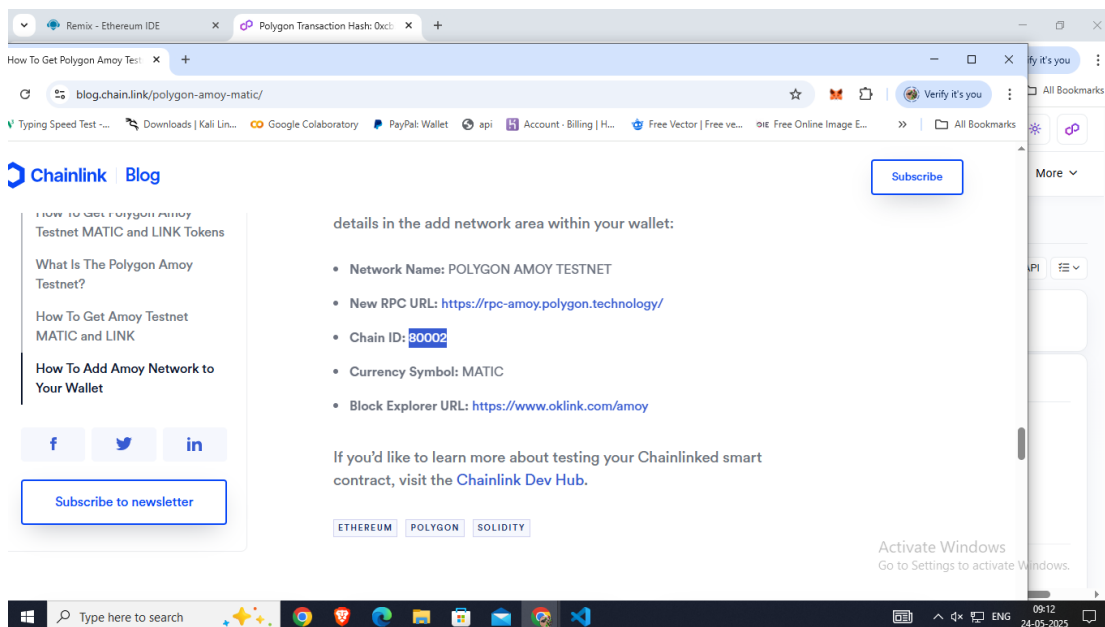 Remix - Ethereum IDE
Polygon Transaction Hash: 0xcb
How To Get Polygon Amoy Test
ify it's you
blog.chain.link/polygon-amoy-matic/
Verify it's you
All Bookmarks
Typing Speed Test -...
Downloads | Kali Lin...
Google Colaboratory
PayPal: Wallet
api
Account - Billing | H...
Free Vector | Free ve...
Free Online Image E...
All Bookmarks
Chainlink Blog
Subscribe
More
How To Get Polygon Amoy
Testnet MATIC and LINK Tokens
What Is The Polygon Amoy
Testnet?
How To Get Amoy Testnet
MATIC and LINK
How To Add Amoy Network to
Your Wallet
Subscribe to newsletter
details in the add network area within your wallet:
• Network Name: POLYGON AMOY TESTNET
• New RPC URL: https://rpc-amoy.polygon.technology/
• Chain ID: 80002
• Currency Symbol: MATIC
• Block Explorer URL: https://www.oklink.com/amoy
If you’d like to learn more about testing your Chainlinked smart
contract, visit the Chainlink Dev Hub.
ETHEREUM POLYGON SOLIDITY
API
Activate Windows
Go to Settings to activate Windows.
Type here to search
ENG
09:12
24-05-2025